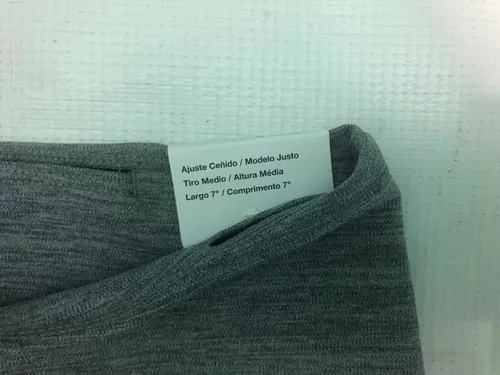 Ajuste Ceñido / Modelo Justo
Tiro Medio / Altura Média
Largo 7" / Comprimento 7"